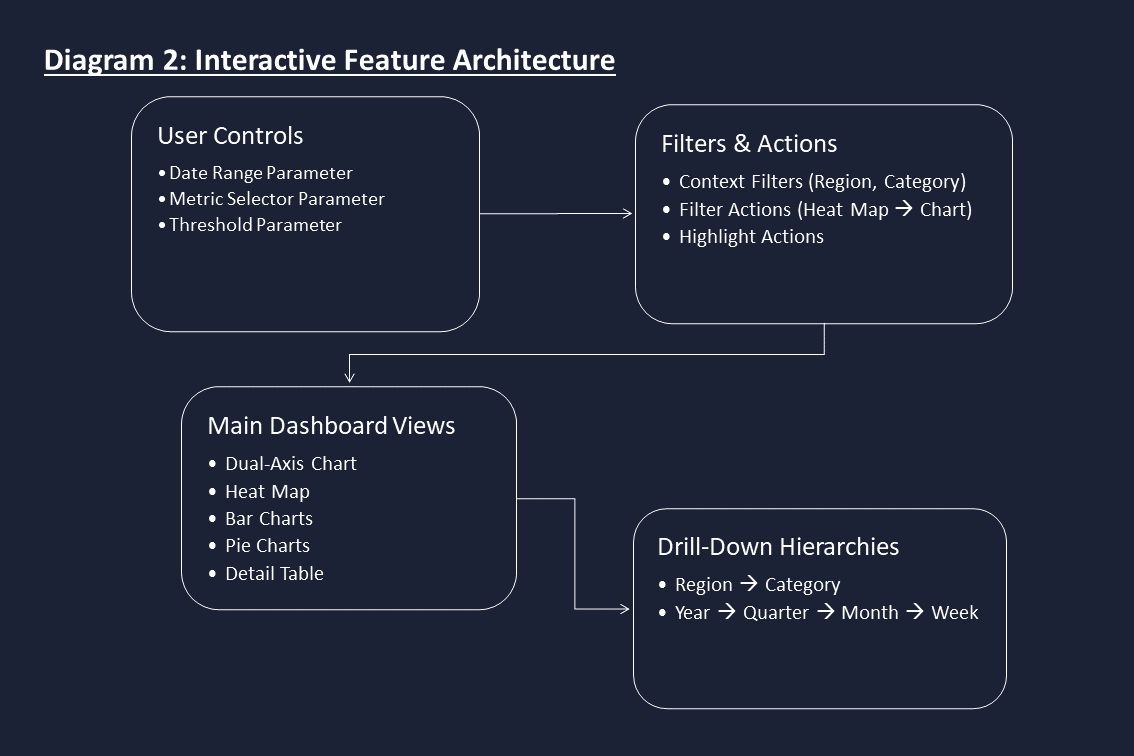 Diagram 2: Interactive Feature Architecture
User Controls
• Date Range Parameter
• Metric Selector Parameter
• Threshold Parameter
Filters & Actions
• Context Filters (Region, Category)
• Filter Actions (Heat Map → Chart)
• Highlight Actions
Main Dashboard Views
• Dual-Axis Chart
• Heat Map
• Bar Charts
• Pie Charts
• Detail Table
Drill-Down Hierarchies
• Region → Category
• Year → Quarter → Month → Week